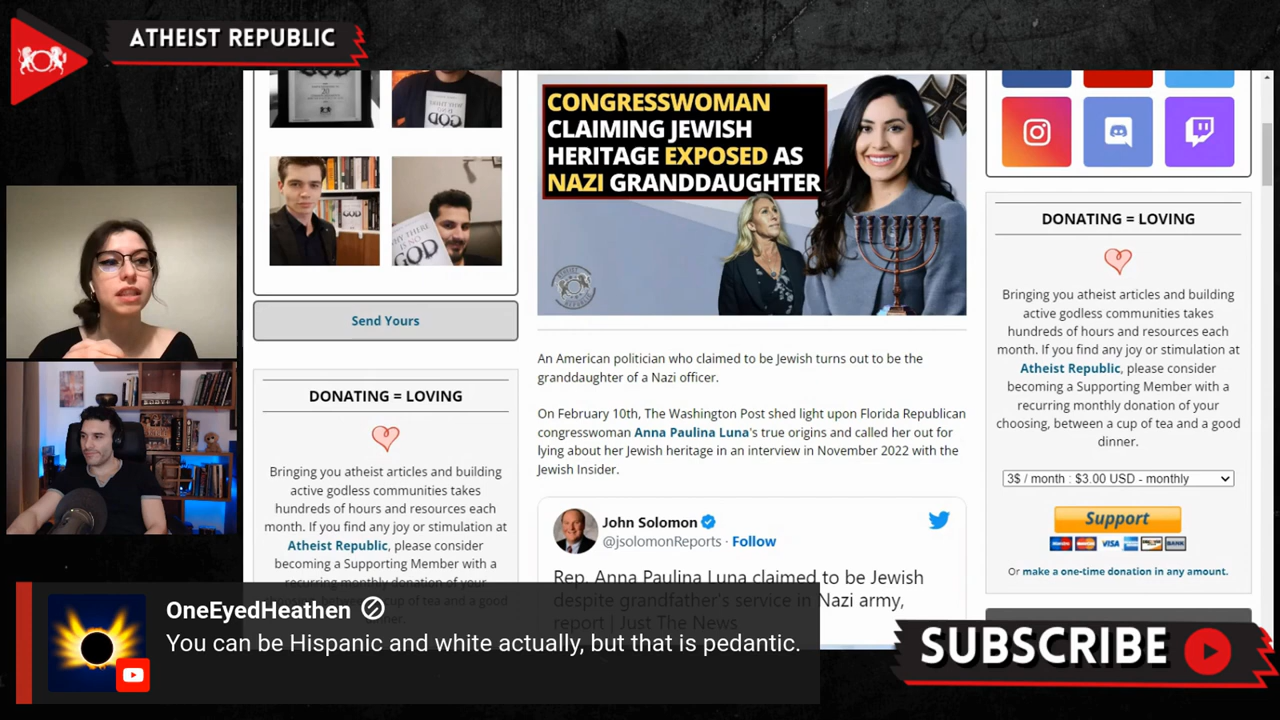 ATHEIST REPUBLIC
CONGRESSWOMAN
CLAIMING JEWISH
HERITAGE EXPOSED AS
NAZI GRANDDAUGHTER
Send Yours
DONATING = LOVING
Bringing you atheist articles and building
active godless communities takes
hundreds of hours and resources each
month. If you find any joy or stimulation at
Atheist Republic, please consider
becoming a Supporting Member with a
recurring monthly donation of your
An American politician who claimed to be Jewish turns out to be the
granddaughter of a Nazi officer.
On February 10th, The Washington Post shed light upon Florida Republican
congresswoman Anna Paulina Luna's true origins and called her out for
lying about her Jewish heritage in an interview in November 2022 with the
Jewish Insider.
John Solomon
@jsolomonReports · Follow
Rep. Anna Paulina Luna claimed to be Jewish
despite grandfather's service in Nazi army,
report | Just The News
DONATING = LOVING
Bringing you atheist articles and building
active godless communities takes
hundreds of hours and resources each
month. If you find any joy or stimulation at
Atheist Republic, please consider
becoming a Supporting Member with a
recurring monthly donation of your
choosing, between a cup of tea and a good
dinner.
3$ / month : $3.00 USD - monthly
Support
VISA
BANK
Or make a one-time donation in any amount.
OneEyedHeathen
You can be Hispanic and white actually, but that is pedantic.
SUBSCRIBE